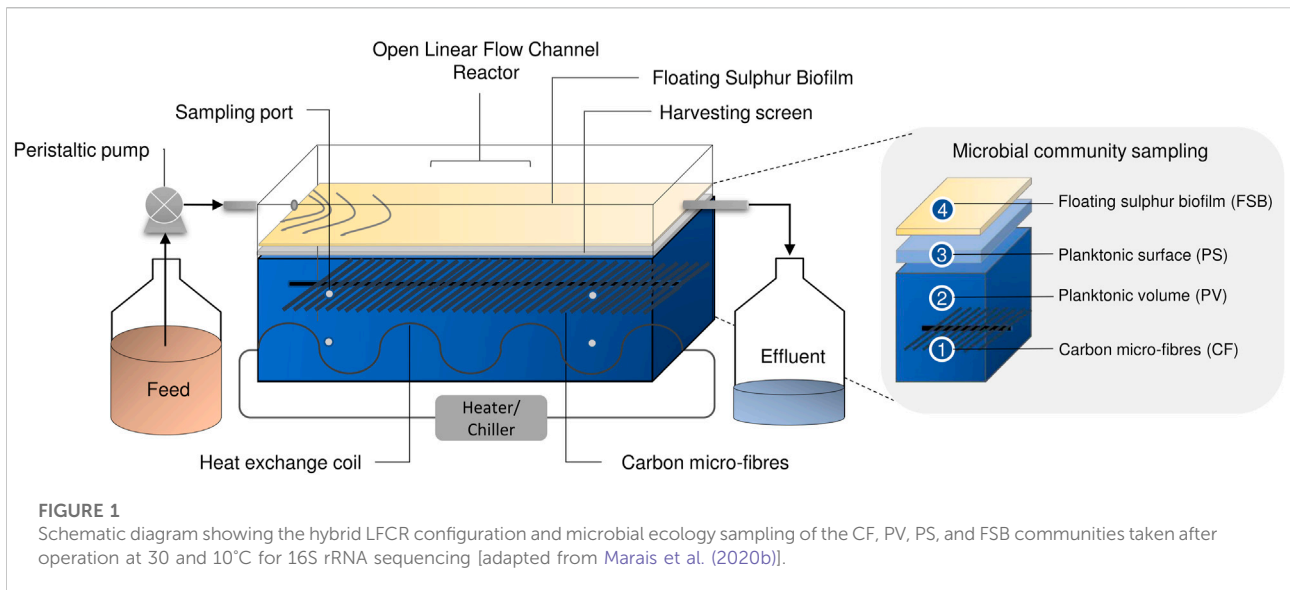 Open Linear Flow Channel
Reactor
Floating Sulphur Biofilm
Sampling port
Harvesting screen
Peristaltic pump
Microbial community sampling
4
Floating sulphur biofilm (FSB)
3
Planktonic surface (PS)
2
Planktonic volume (PV)
1
Carbon micro-fibres (CF)
Feed
Effluent
Heater/
Chiller
Heat exchange coil
Carbon micro-fibres
FIGURE 1
Schematic diagram showing the hybrid LFCR configuration and microbial ecology sampling of the CF, PV, PS, and FSB communities taken after
operation at 30 and 10°C for 16S rRNA sequencing [adapted from Marais et al. (2020b)].